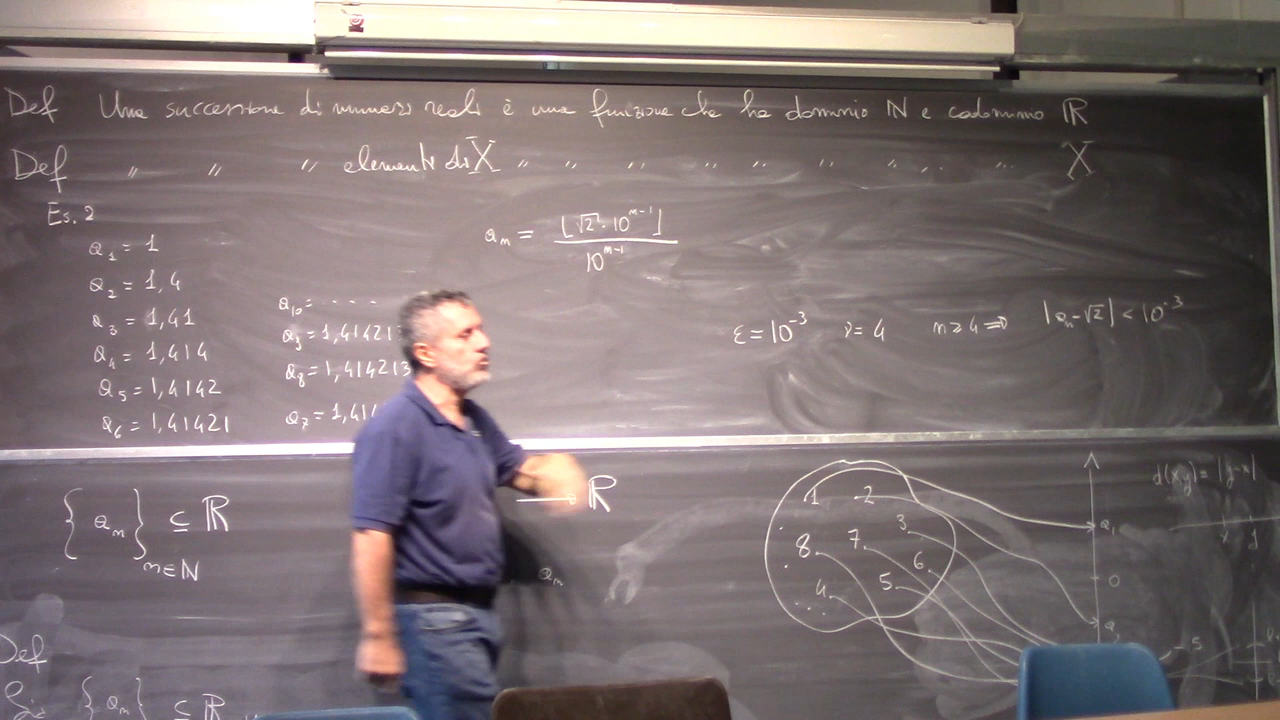 Def Una successione di numeri reali è una funzione che ha dominio ℕ e codominio ℝ
Def " " " elementi di X " " " " " " " " " X
Es. 2
a₁ = 1
a₂ = 1,4
a₃ = 1,41
a₄ = 1,414
a₅ = 1,4142
a₆ = 1,41421
a₁₀ = - - - -
a₉ = 1,41421
a₈ = 1,414213
a₇ = 1,414
aₙ = ⌊√2 · 10ⁿ⁻¹⌋ / 10ⁿ⁻¹
ε = 10⁻³ ν = 4 n ≥ 4 ⇒ |aₙ - √2| < 10⁻³
{aₙ}n∈ℕ ⊆ ℝ
→ ℝ
aₙ
1 2
3
8 7
6
5
4
a₁
0
-5
d(x,y) = |y-x|
x y
Def
Sia {aₙ} ⊆ ℝ